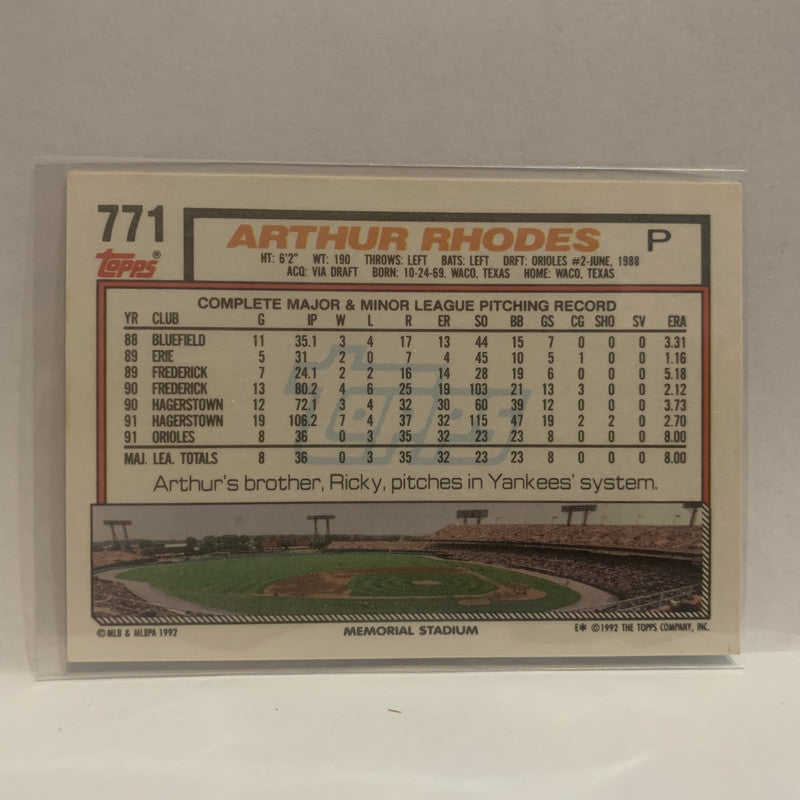 771
Topps®
ARTHUR RHODES P
HT: 6'2" WT: 190 THROWS: LEFT BATS: LEFT DRFT: ORIOLES #2-JUNE, 1988
ACQ: VIA DRAFT BORN: 10-24-69, WACO, TEXAS HOME: WACO, TEXAS
COMPLETE MAJOR & MINOR LEAGUE PITCHING RECORD
YR CLUB G IP W L R ER SO BB GS CG SHO SV ERA
88 BLUEFIELD 11 35.1 3 4 17 13 44 15 7 0 0 0 3.31
89 ERIE 5 31 2 0 7 4 45 10 5 1 0 0 1.16
89 FREDERICK 7 24.1 2 2 16 14 28 19 6 0 0 0 5.18
90 FREDERICK 13 80.2 4 6 25 19 103 21 13 3 0 0 2.12
90 HAGERSTOWN 12 72.1 3 4 32 30 60 39 12 0 0 0 3.73
91 HAGERSTOWN 19 106.2 7 4 37 32 115 47 19 2 2 0 2.70
91 ORIOLES 8 36 0 3 35 32 23 23 8 0 0 0 8.00
MAJ. LEA. TOTALS 8 36 0 3 35 32 23 23 8 0 0 0 8.00
Topps
Arthur's brother, Ricky, pitches in Yankees' system.
© MLB & MLBPA 1992 MEMORIAL STADIUM E* © 1992 THE TOPPS COMPANY, INC.